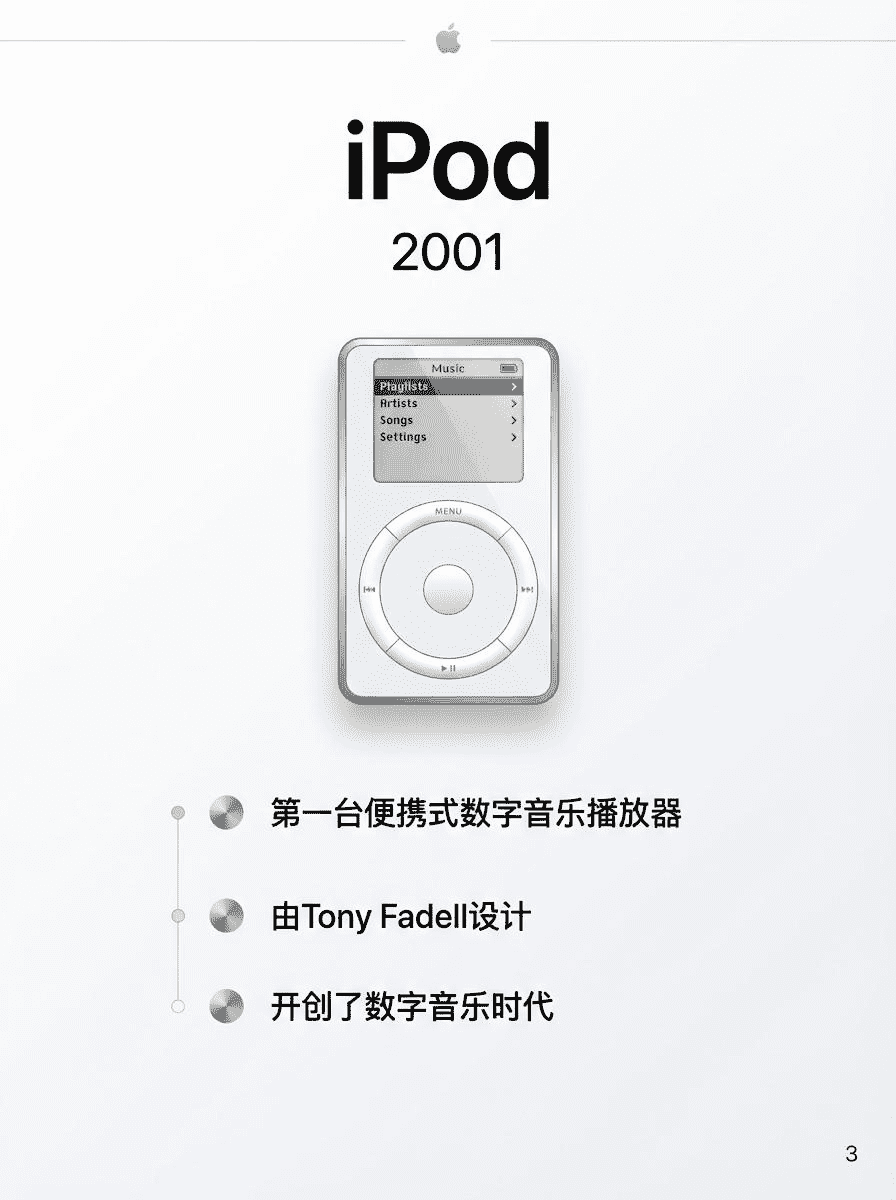 iPod
2001
Music
Playlists
Artists
Songs
Settings
MENU
第一台便携式数字音乐播放器
由Tony Fadell设计
开创了数字音乐时代
3